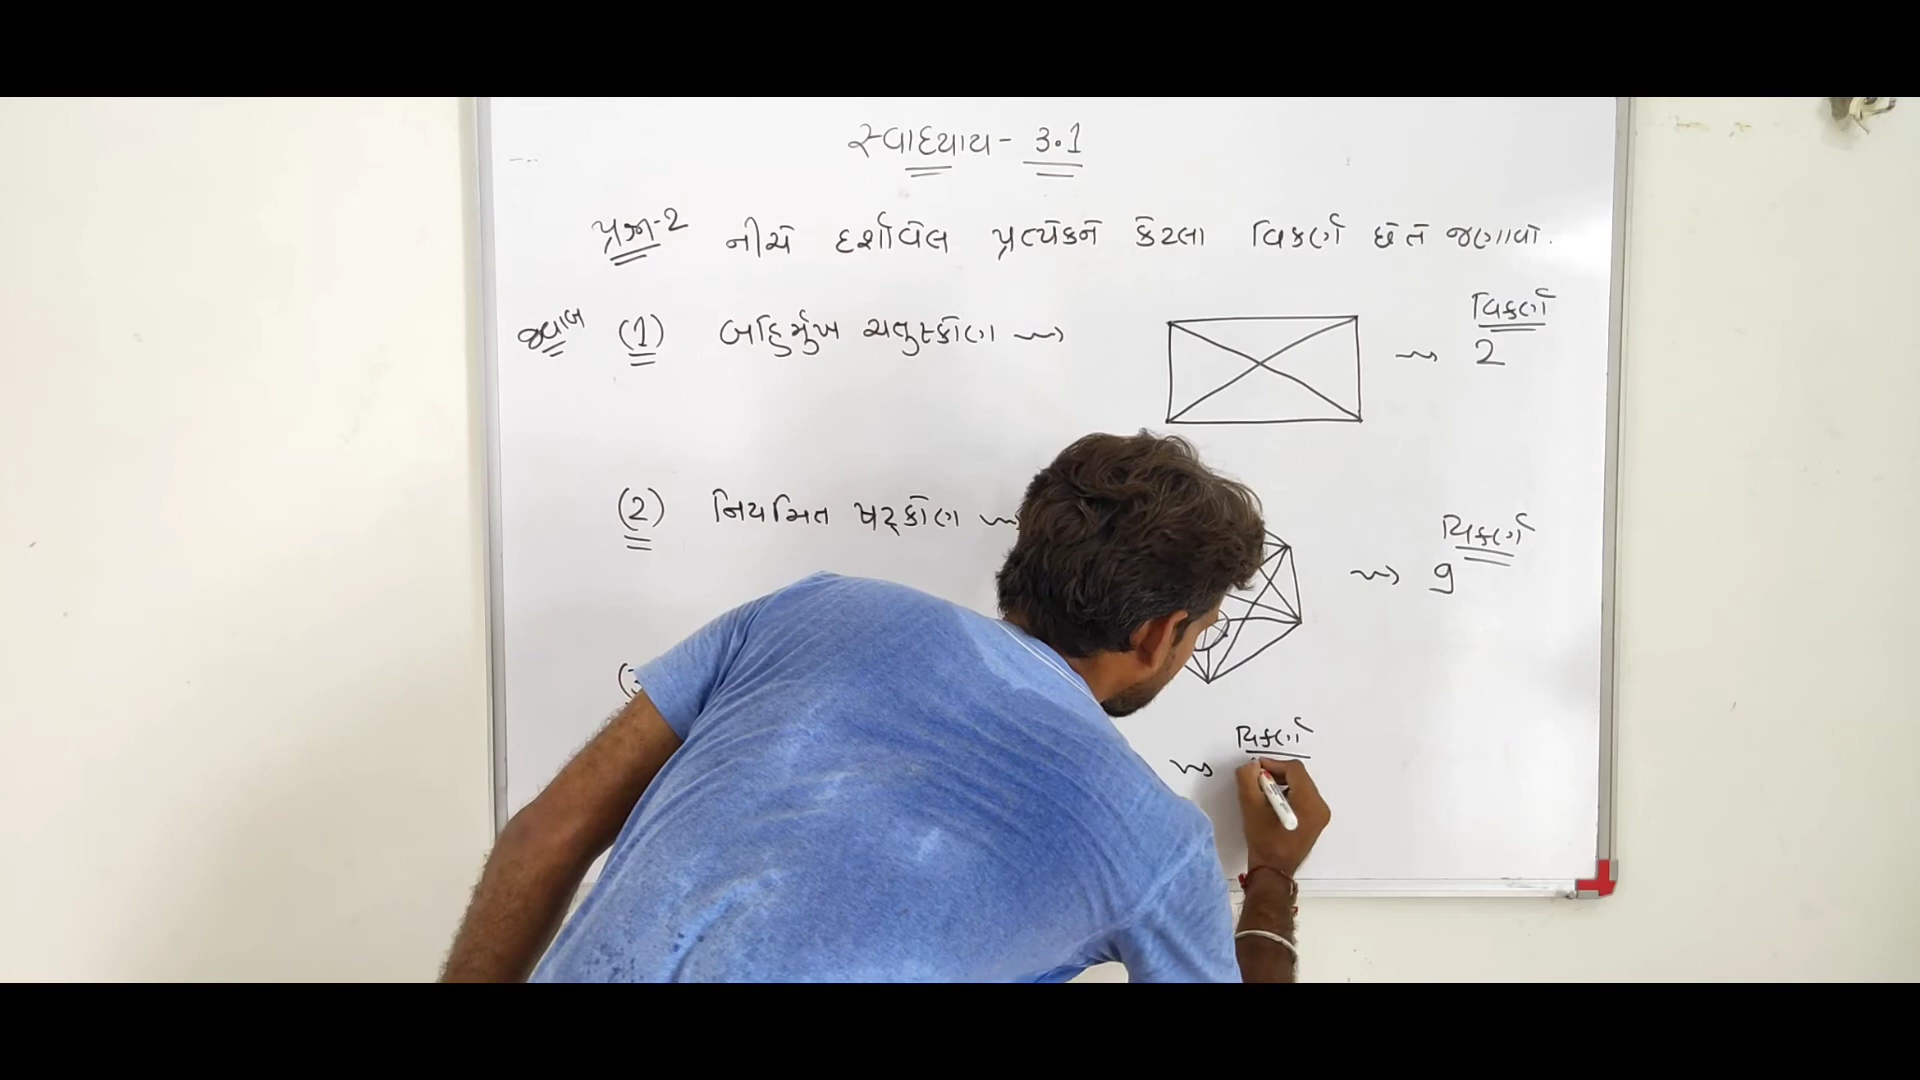 સ્વાધ્યાય - 3.1
પ્રશ્ન-2 નીચે દર્શાવેલ પ્રત્યેકને કેટલા વિકર્ણો છે તે જણાવો.
જવાબ (1) બહિર્મુખ ચતુષ્કોણ
વિકર્ણો
2
(2) નિયમિત ષટ્કોણ
વિકર્ણો
9
વિકર્ણો